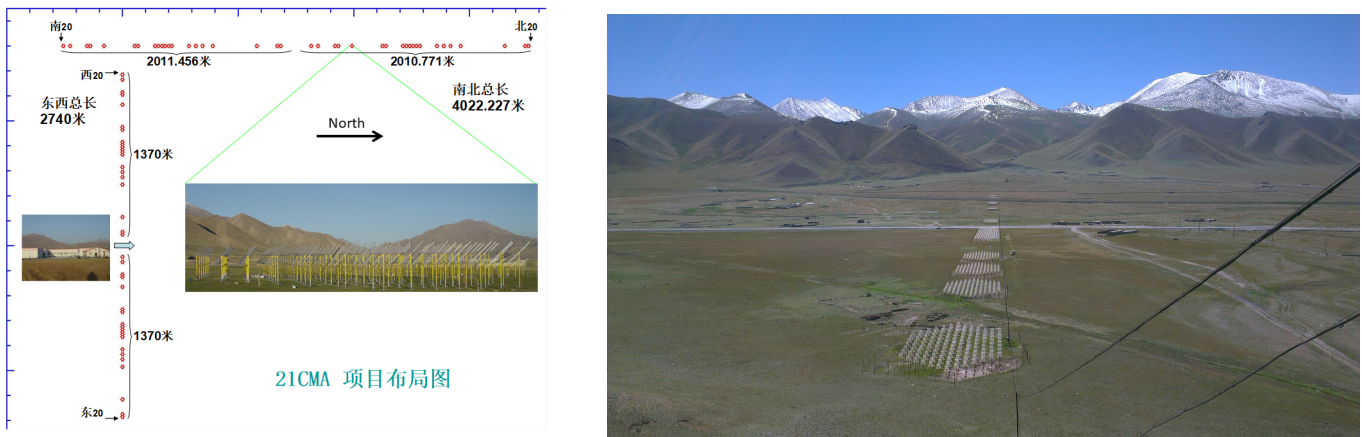 南20
北20
2011.456米
2010.771米
西20
东西总长
2740米
南北总长
4022.227米
North
1370米
1370米
21CMA 项目布局图
东20